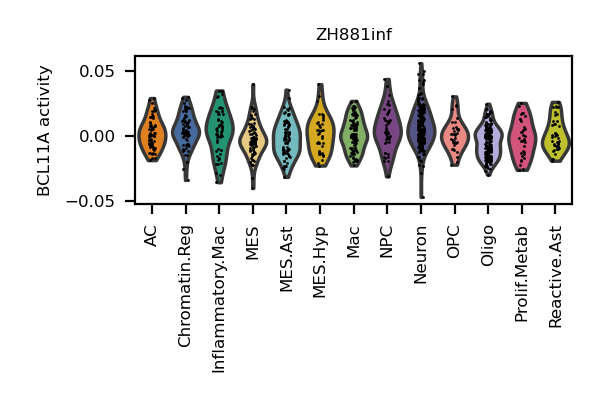 ZH881inf
BCL11A activity
0.05
0.00
−0.05
AC
Chromatin.Reg
Inflammatory.Mac
MES
MES.Ast
MES.Hyp
Mac
NPC
Neuron
OPC
Oligo
Prolif.Metab
Reactive.Ast